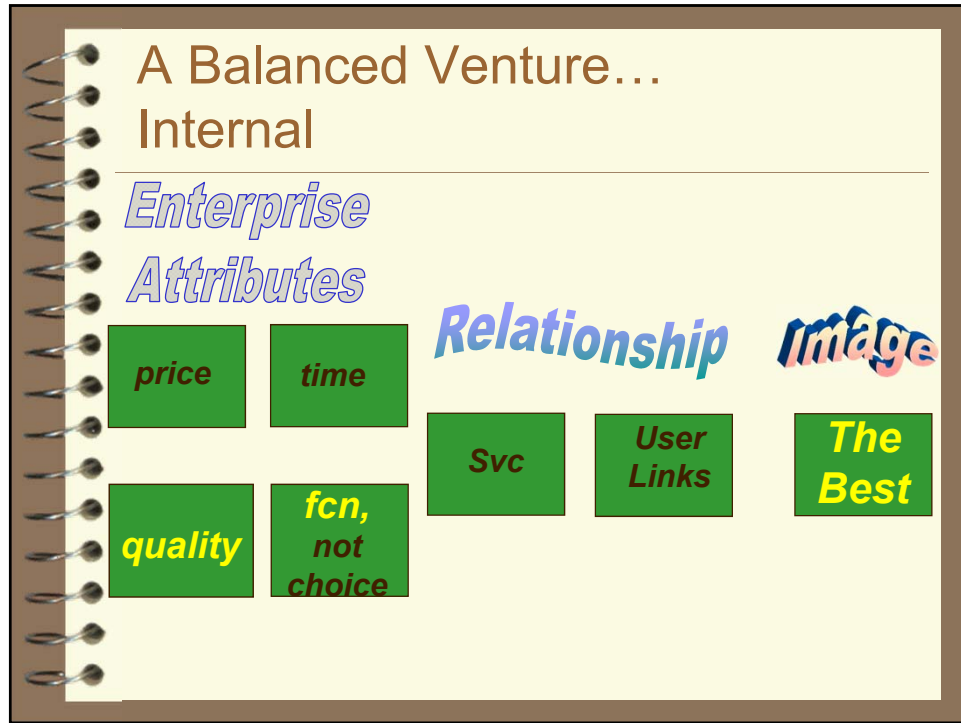 A Balanced Venture…
Internal
Enterprise
Attributes
Relationship
Image
price
time
Svc
User
Links
The
Best
quality
fcn,
not
choice